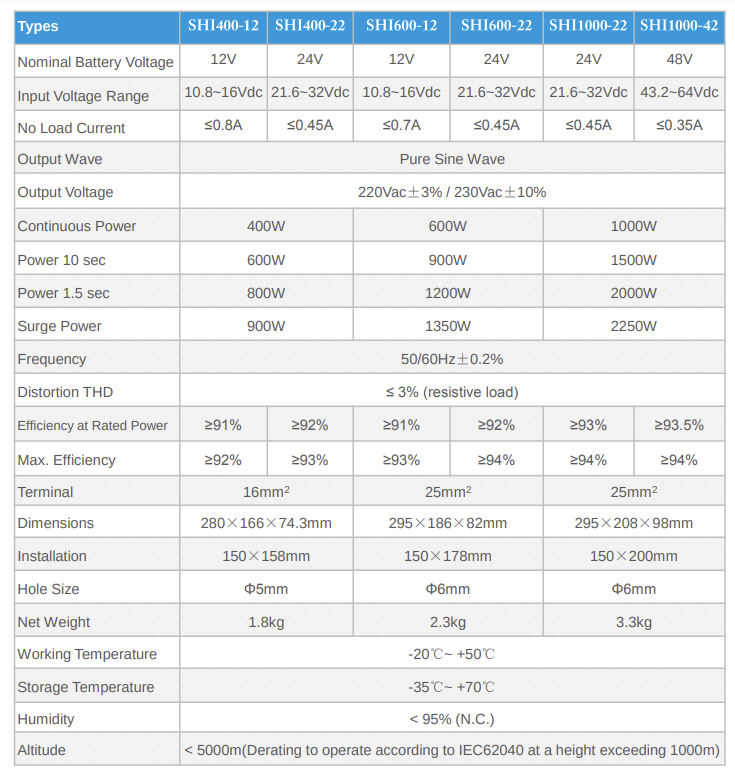 Types SHI400-12 SHI400-22 SHI600-12 SHI600-22 SHI1000-22 SHI1000-42
Nominal Battery Voltage 12V 24V 12V 24V 24V 48V
Input Voltage Range 10.8~16Vdc 21.6~32Vdc 10.8~16Vdc 21.6~32Vdc 21.6~32Vdc 43.2~64Vdc
No Load Current ≤0.8A ≤0.45A ≤0.7A ≤0.45A ≤0.45A ≤0.35A
Output Wave Pure Sine Wave
Output Voltage 220Vac±3% / 230Vac±10%
Continuous Power 400W 600W 1000W
Power 10 sec 600W 900W 1500W
Power 1.5 sec 800W 1200W 2000W
Surge Power 900W 1350W 2250W
Frequency 50/60Hz±0.2%
Distortion THD ≤ 3% (resistive load)
Efficiency at Rated Power ≥91% ≥92% ≥91% ≥92% ≥93% ≥93.5%
Max. Efficiency ≥92% ≥93% ≥93% ≥94% ≥94% ≥94%
Terminal 16mm² 25mm² 25mm²
Dimensions 280×166×74.3mm 295×186×82mm 295×208×98mm
Installation 150×158mm 150×178mm 150×200mm
Hole Size Φ5mm Φ6mm Φ6mm
Net Weight 1.8kg 2.3kg 3.3kg
Working Temperature -20℃~ +50℃
Storage Temperature -35℃~ +70℃
Humidity < 95% (N.C.)
Altitude < 5000m(Derating to operate according to IEC62040 at a height exceeding 1000m)